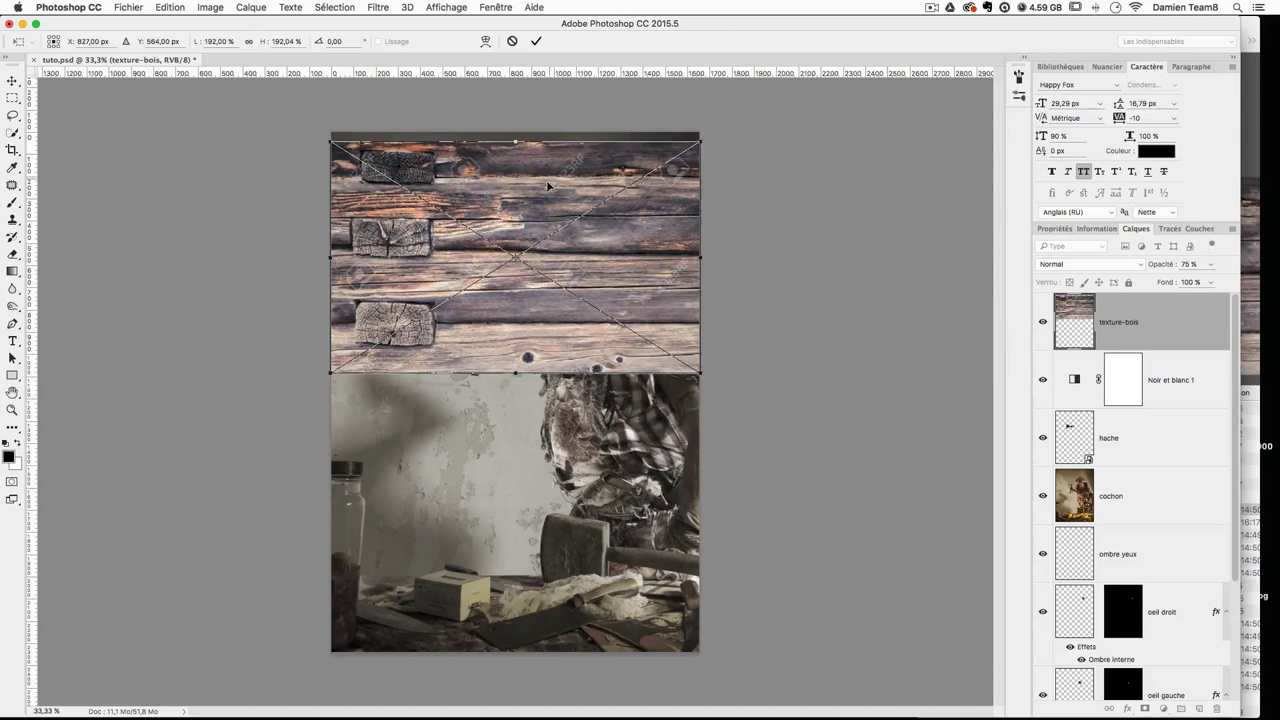 Photoshop CC Fichier Edition Image Calque Texte Sélection Filtre 3D Affichage Fenêtre Aide 4.59 GB Damien Team8
Adobe Photoshop CC 2015.5
X: 827,00 px Y: 564,00 px L: 192,00 % H: 192,04 % 0,00 ° Lissage Les indispensables
× tuto.psd @ 33,3% (texture-bois, RVB/8) *
Bibliothèques Nuancier Caractère Paragraphe
Happy Fox Condens...
29,29 px 16,79 px
Métrique -10
90 % 100 %
0 px Couleur :
Anglais (RU) Nette
Propriétés Information Calques Tracés Couches
Type
Normal Opacité : 75 %
Verrou : Fond : 100 %
texture-bois
Noir et blanc 1
hache
cochon
ombre yeux
oeil droit fx
Effets
Ombre interne
oeil gauche fx
33,33 % Doc : 11,1 Mo/51,8 Mo